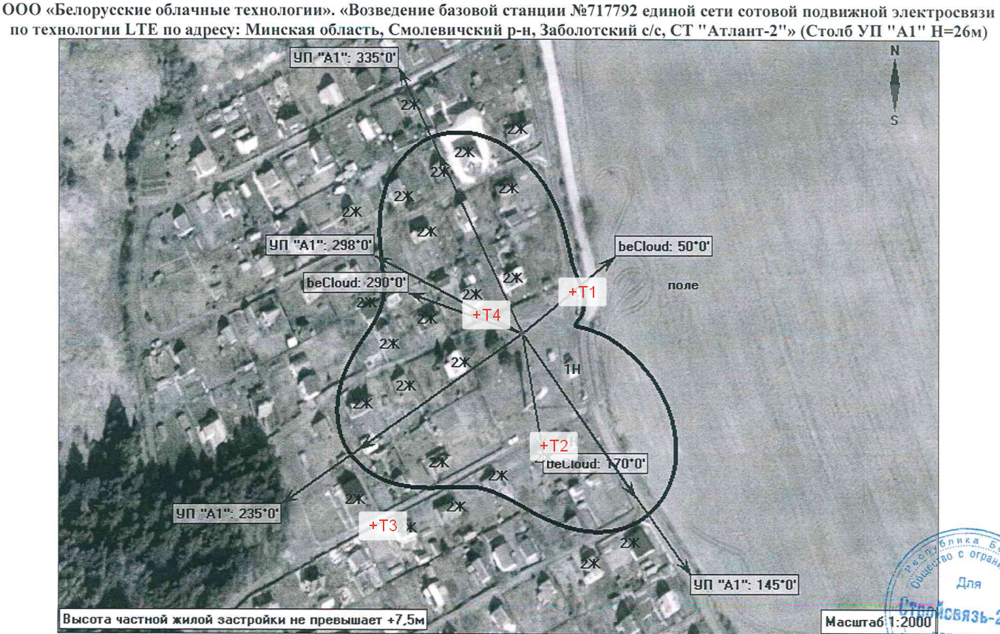 ООО «Белорусские облачные технологии». «Возведение базовой станции №717792 единой сети сотовой подвижной электросвязи
по технологии LTE по адресу: Минская область, Смолевичский р-н, Заболотский с/с, СТ "Атлант-2"» (Столб УП "А1" Н=26м)
УП "А1": 335*0'
N
S
2Ж
2Ж
2Ж
2Ж
2Ж
2Ж
2Ж
2Ж
УП "А1": 298*0'
beCloud: 50*0'
beCloud: 290*0'
поле
2Ж
2Ж
+Т1
2Ж
+Т4
2Ж
2Ж
2Ж
1Н
2Ж
2Ж
+Т2
2Ж
beCloud: 170*0'
2Ж
2Ж
2Ж
УП "А1": 235*0'
+Т3
Ж
2Ж
2Ж
УП "А1": 145*0'
Республика
Общество с
Для
Стройсвязь-2
Высота частной жилой застройки не превышает +7,5м
Масштаб 1:2000